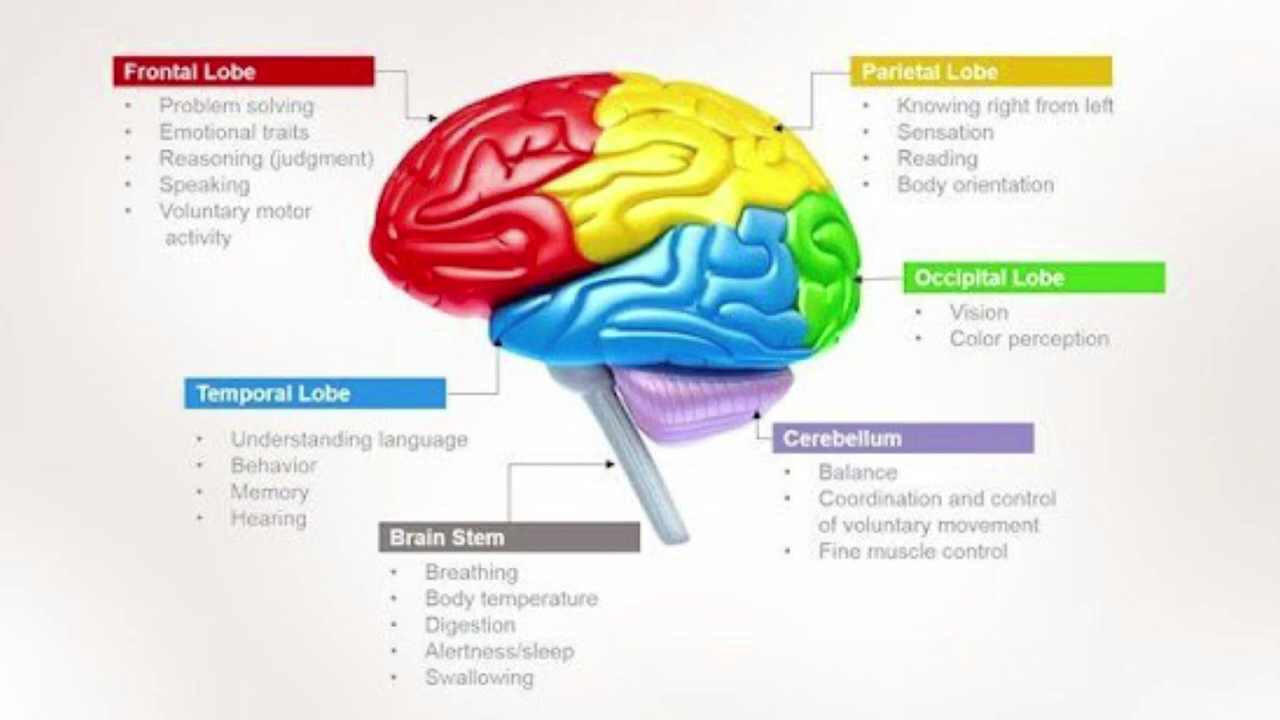 Frontal Lobe
• Problem solving
• Emotional traits
• Reasoning (judgment)
• Speaking
• Voluntary motor
activity
Parietal Lobe
• Knowing right from left
• Sensation
• Reading
• Body orientation
Occipital Lobe
• Vision
• Color perception
Temporal Lobe
• Understanding language
• Behavior
• Memory
• Hearing
Cerebellum
• Balance
• Coordination and control
of voluntary movement
• Fine muscle control
Brain Stem
• Breathing
• Body temperature
• Digestion
• Alertness/sleep
• Swallowing